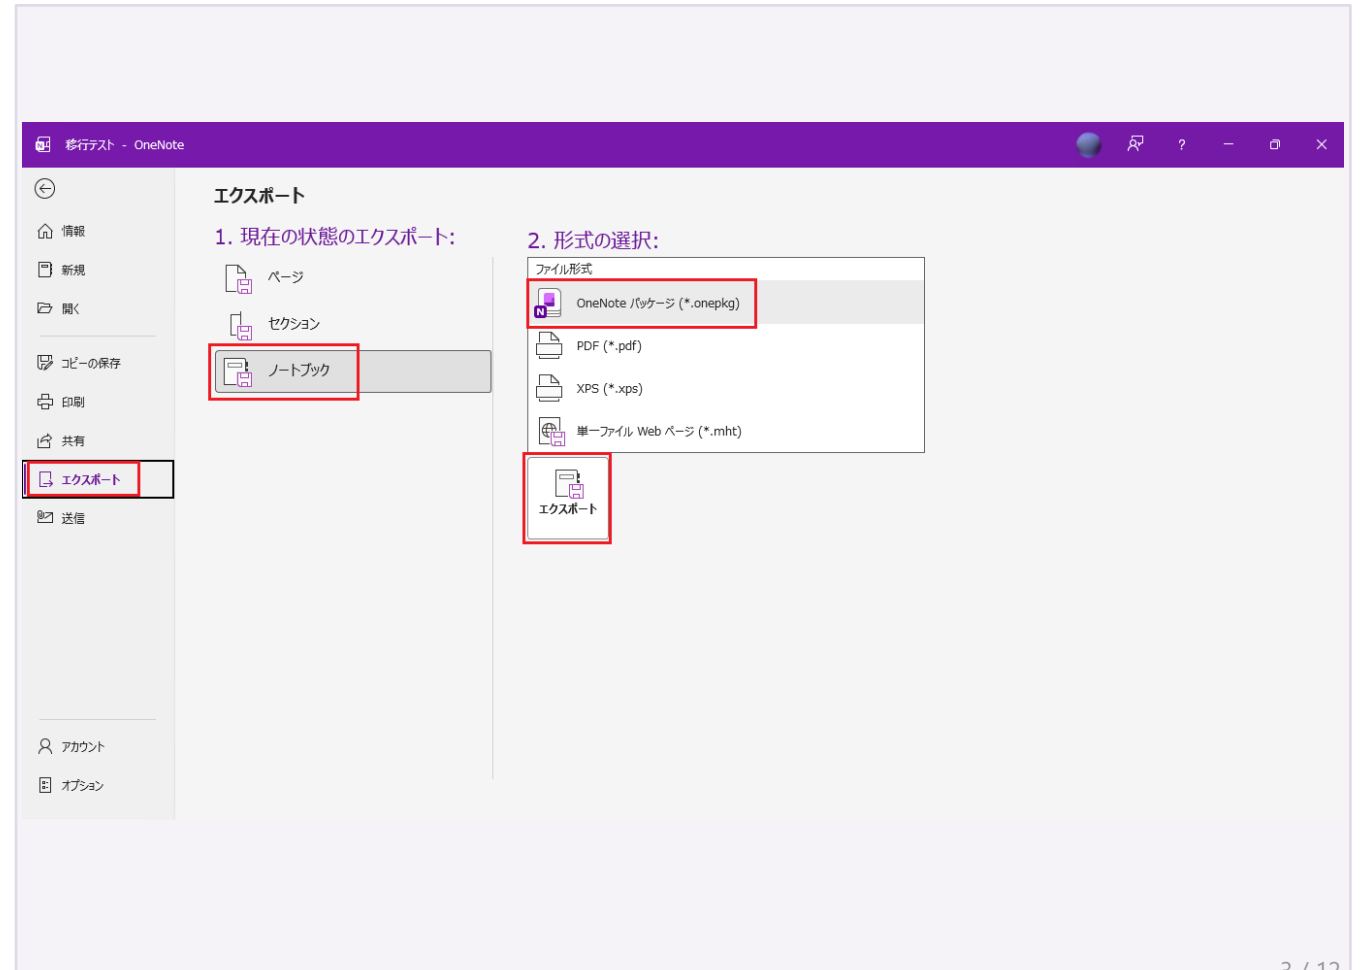 移行テスト - OneNote
?
エクスポート
情報
新規
開く
コピーの保存
印刷
共有
エクスポート
送信
アカウント
オプション
1. 現在の状態のエクスポート:
ページ
セクション
ノートブック
2. 形式の選択:
ファイル形式
OneNote パッケージ (*.onepkg)
PDF (*.pdf)
XPS (*.xps)
単一ファイル Web ページ (*.mht)
エクスポート
3 / 12